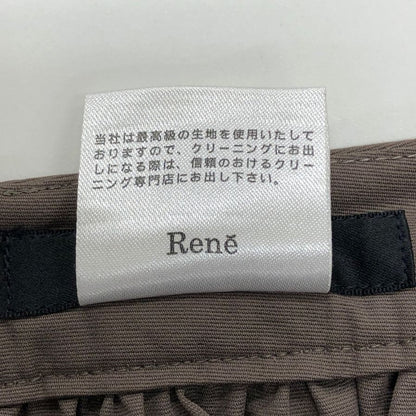 当社は最高級の生地を使用いたして
おりますので、クリーニングにお出
しになる際は、信頼のおけるクリー
ニング専門店にお出し下さい。
Renĕ